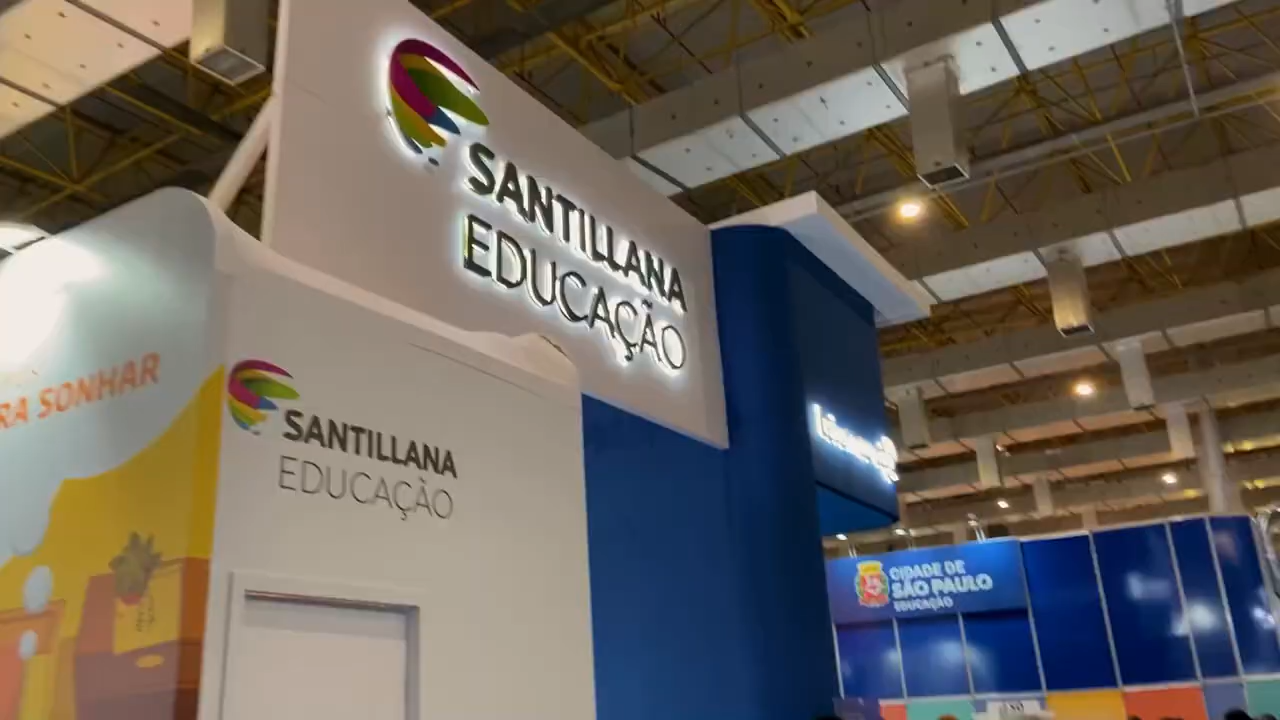 SANTILLANA
EDUCAÇÃO
RA SONHAR
SANTILLANA
EDUCAÇÃO
CIDADE DE
SÃO PAULO
EDUCAÇÃO